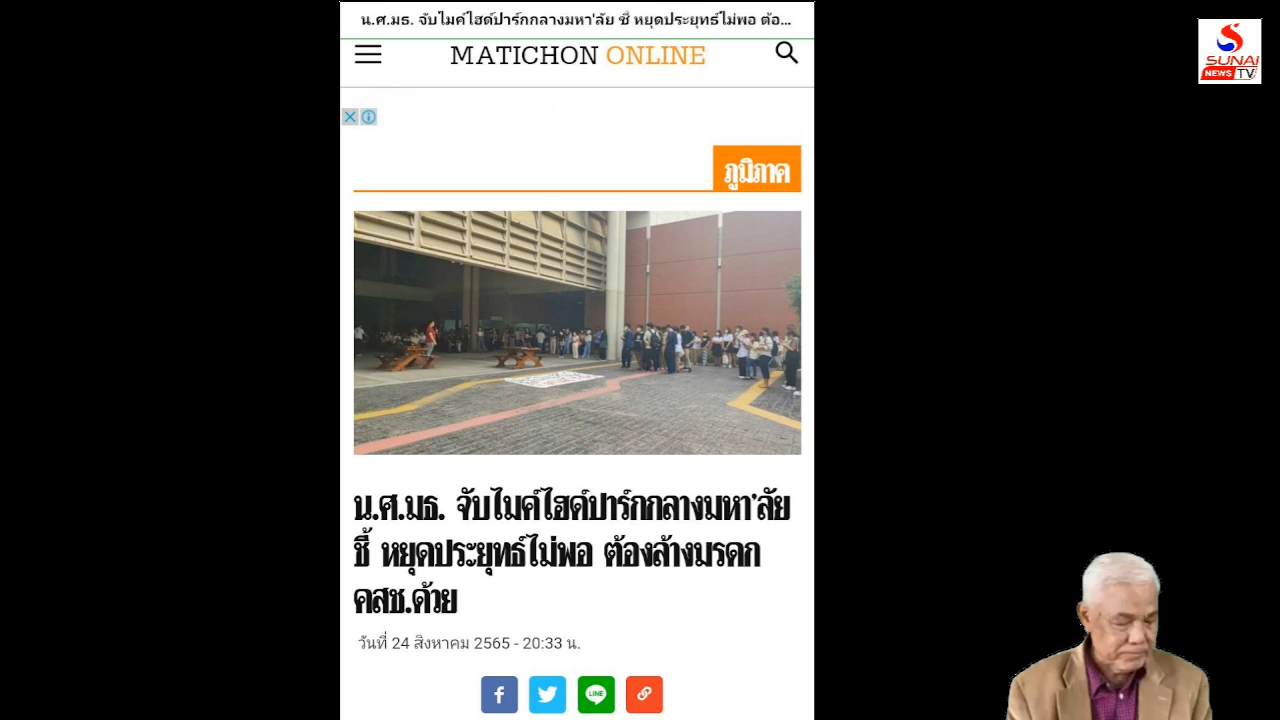 น.ศ.มธ. จับไมค์ไฮด์ปาร์กกลางมหา'ลัย ชี้ หยุดประยุทธ์ไม่พอ ต้อ...
MATICHON ONLINE
SUNAI
NEWS TV
ภูมิภาค
น.ศ.มธ. จับไมค์ไฮด์ปาร์กกลางมหา'ลัย
ชี้ หยุดประยุทธ์ไม่พอ ต้องล้างมรดก
คสช.ด้วย
วันที่ 24 สิงหาคม 2565 - 20:33 น.
LINE